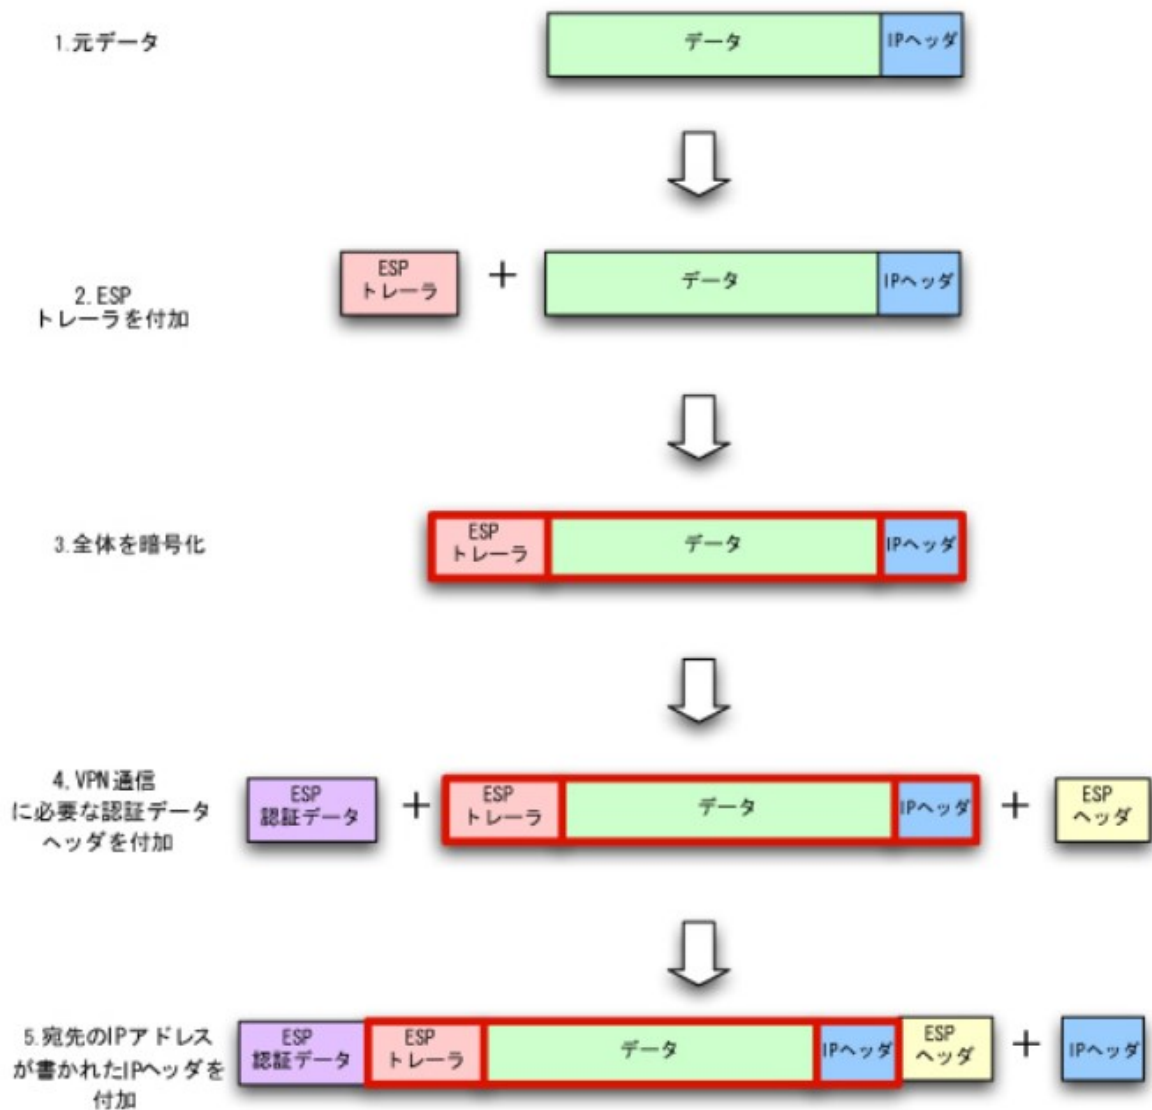 1.元データ
データ
IPヘッダ
2.ESP
トレーラを付加
ESP
トレーラ
+
データ
IPヘッダ
3.全体を暗号化
ESP
トレーラ
データ
IPヘッダ
4.VPN通信
に必要な認証データ
ヘッダを付加
ESP
認証データ
+
ESP
トレーラ
データ
IPヘッダ
+
ESP
ヘッダ
5.宛先のIPアドレス
が書かれたIPヘッダを
付加
ESP
認証データ
ESP
トレーラ
データ
IPヘッダ
ESP
ヘッダ
+
IPヘッダ